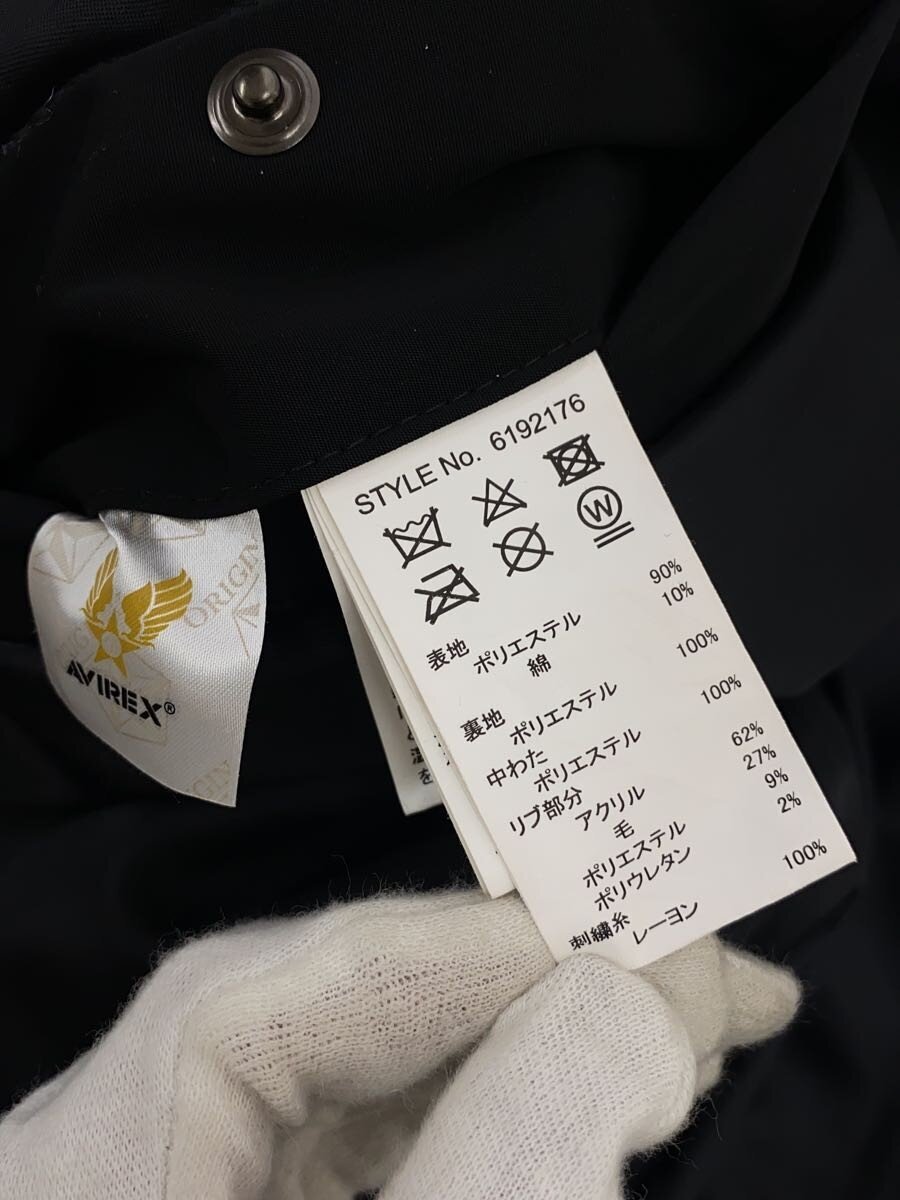 STYLE No. 6192176
W
表地 ポリエステル 90%
綿 10%
裏地 ポリエステル 100%
中わた ポリエステル 100%
リブ部分 アクリル 62%
毛 27%
ポリエステル 9%
ポリウレタン 2%
刺繍糸 レーヨン 100%
AVIREX®
ORIGIN